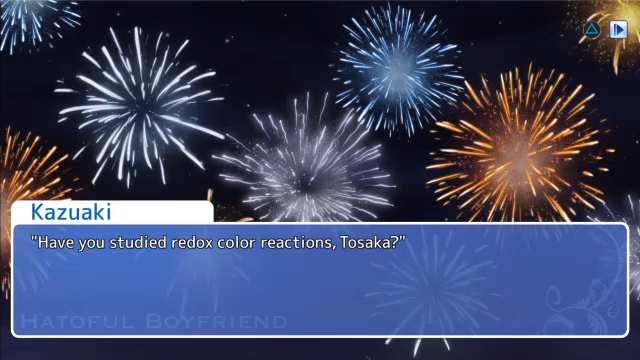 Kazuaki
"Have you studied redox color reactions, Tosaka?"
HATOFUL BOYFRIEND